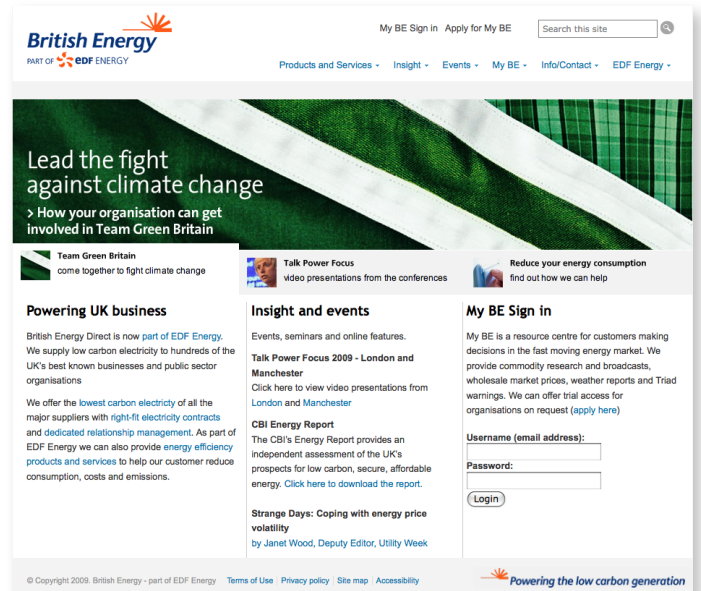 British Energy
PART OF edf ENERGY
My BE Sign in Apply for My BE
Search this site
Products and Services Insight Events My BE Info/Contact EDF Energy
Lead the fight
against climate change
> How your organisation can get
involved in Team Green Britain
Team Green Britain
come together to fight climate change
Talk Power Focus
video presentations from the conferences
Reduce your energy consumption
find out how we can help
Powering UK business
British Energy Direct is now part of EDF Energy.
We supply low carbon electricity to hundreds of the
UK's best known businesses and public sector
organisations
We offer the lowest carbon electricty of all the
major suppliers with right-fit electricity contracts
and dedicated relationship management. As part of
EDF Energy we can also provide energy efficiency
products and services to help our customer reduce
consumption, costs and emissions.
Insight and events
Events, seminars and online features.
Talk Power Focus 2009 - London and
Manchester
Click here to view video presentations from
London and Manchester
CBI Energy Report
The CBI's Energy Report provides an
independent assessment of the UK's
prospects for low carbon, secure, affordable
energy. Click here to download the report.
Strange Days: Coping with energy price
volatility
by Janet Wood, Deputy Editor, Utility Week
My BE Sign in
My BE is a resource centre for customers making
decisions in the fast moving energy market. We
provide commodity research and broadcasts,
wholesale market prices, weather reports and Triad
warnings. We can offer trial access for
organisations on request (apply here)
Username (email address):
Password:
Login
© Copyright 2009. British Energy - part of EDF Energy Terms of Use | Privacy policy | Site map | Accessibility
Powering the low carbon generation